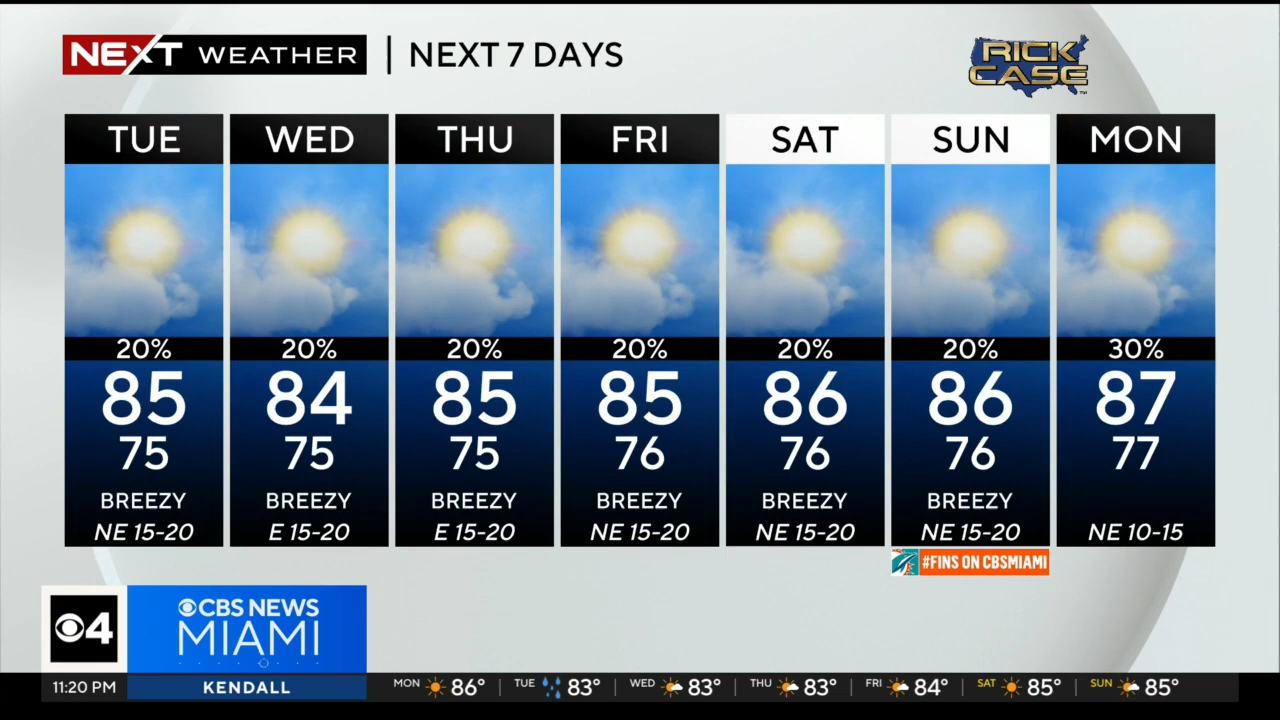 NEXT WEATHER | NEXT 7 DAYS
RICK CASE™
TUE WED THU FRI SAT SUN MON
20% 20% 20% 20% 20% 20% 30%
85 84 85 85 86 86 87
75 75 75 76 76 76 77
BREEZY BREEZY BREEZY BREEZY BREEZY BREEZY
NE 15-20 E 15-20 E 15-20 NE 15-20 NE 15-20 NE 15-20 NE 10-15
#FINS ON CBSMIAMI
4 CBS NEWS
MIAMI
11:20 PM KENDALL MON 86° | TUE 83° | WED 83° | THU 83° | FRI 84° | SAT 85° | SUN 85°